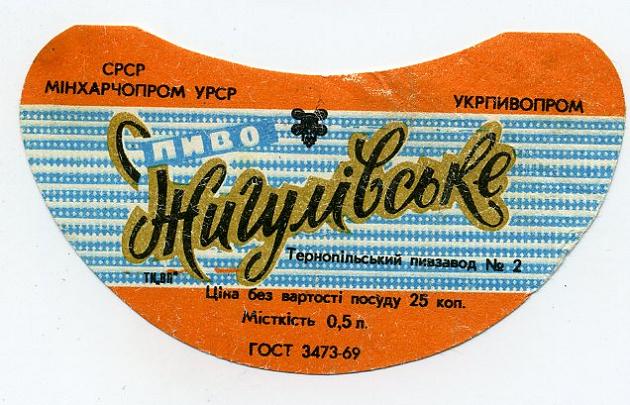 СРСР
МІНХАРЧОПРОМ УРСР
УКРПИВОПРОМ
ПИВО
Жигулівське
Тернопільський пивзавод № 2
Ціна без вартості посуду 25 коп.
Місткість 0,5 л.
ГОСТ 3473-69